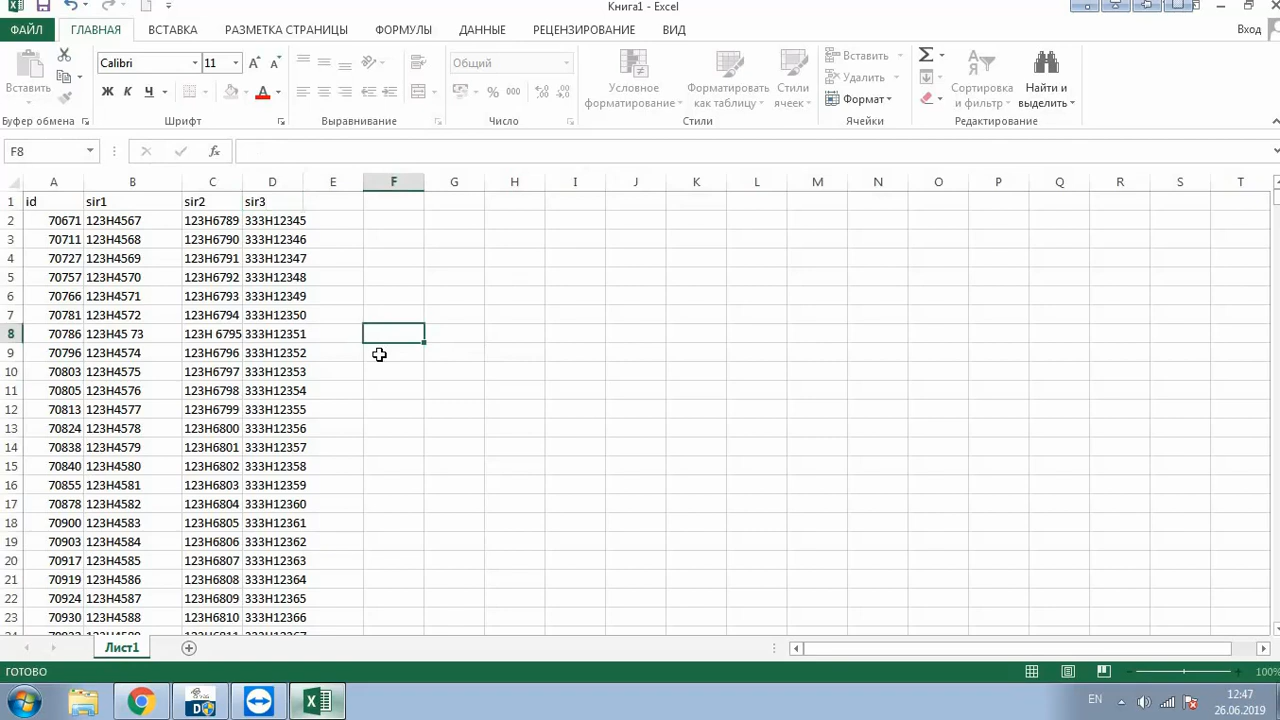 Книга1 - Excel
ФАЙЛ ГЛАВНАЯ ВСТАВКА РАЗМЕТКА СТРАНИЦЫ ФОРМУЛЫ ДАННЫЕ РЕЦЕНЗИРОВАНИЕ ВИД Вход
Вставить
Calibri 11
Ж К Ч
Общий
% 000
Условное форматирование
Форматировать как таблицу
Стили ячеек
Вставить
Удалить
Формат
Сортировка и фильтр
Найти и выделить
Буфер обмена Шрифт Выравнивание Число Стили Ячейки Редактирование
F8 fx
A B C D E F G H I J K L M N O P Q R S T
1 id sir1 sir2 sir3
2 70671 123H4567 123H6789 333H12345
3 70711 123H4568 123H6790 333H12346
4 70727 123H4569 123H6791 333H12347
5 70757 123H4570 123H6792 333H12348
6 70766 123H4571 123H6793 333H12349
7 70781 123H4572 123H6794 333H12350
8 70786 123H45 73 123H 6795 333H12351
9 70796 123H4574 123H6796 333H12352
10 70803 123H4575 123H6797 333H12353
11 70805 123H4576 123H6798 333H12354
12 70813 123H4577 123H6799 333H12355
13 70824 123H4578 123H6800 333H12356
14 70838 123H4579 123H6801 333H12357
15 70840 123H4580 123H6802 333H12358
16 70855 123H4581 123H6803 333H12359
17 70878 123H4582 123H6804 333H12360
18 70900 123H4583 123H6805 333H12361
19 70903 123H4584 123H6806 333H12362
20 70917 123H4585 123H6807 333H12363
21 70919 123H4586 123H6808 333H12364
22 70924 123H4587 123H6809 333H12365
23 70930 123H4588 123H6810 333H12366
Лист1
ГОТОВО 100%
EN 12:47
26.06.2019